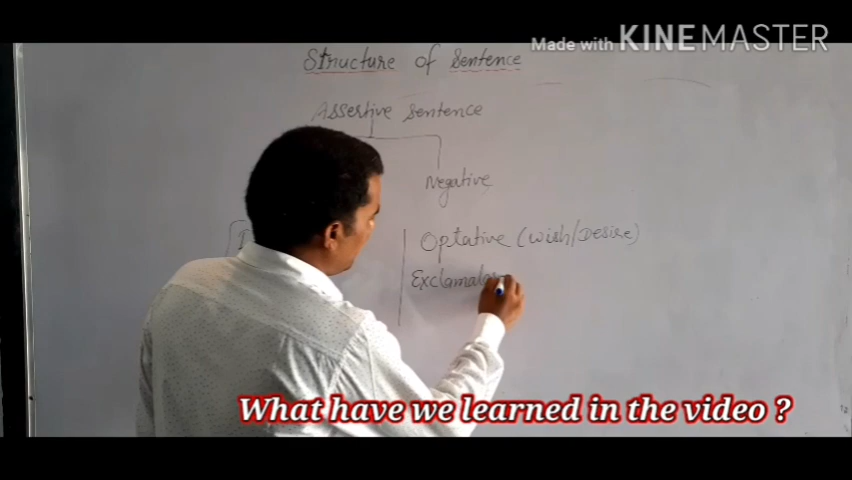 Made with KINEMASTER
Structure of Sentence
Assertive Sentence
Negative
Optative (Wish/Desire)
What have we learned in the video ?